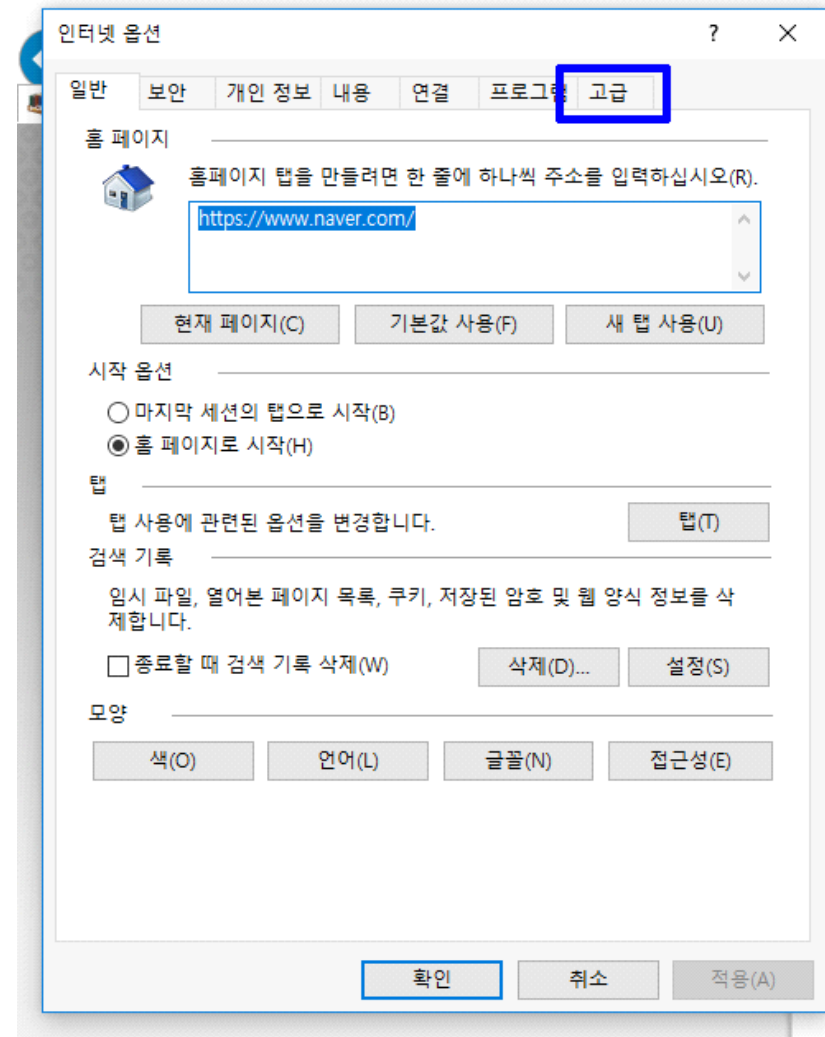 인터넷 옵션 ?
일반 보안 개인 정보 내용 연결 프로그램 고급
홈 페이지
홈페이지 탭을 만들려면 한 줄에 하나씩 주소를 입력하십시오(R).
https://www.naver.com/
현재 페이지(C) 기본값 사용(F) 새 탭 사용(U)
시작 옵션
마지막 세션의 탭으로 시작(B)
홈 페이지로 시작(H)
탭
탭 사용에 관련된 옵션을 변경합니다. 탭(T)
검색 기록
임시 파일, 열어본 페이지 목록, 쿠키, 저장된 암호 및 웹 양식 정보를 삭
제합니다.
종료할 때 검색 기록 삭제(W) 삭제(D)... 설정(S)
모양
색(O) 언어(L) 글꼴(N) 접근성(E)
확인 취소 적용(A)